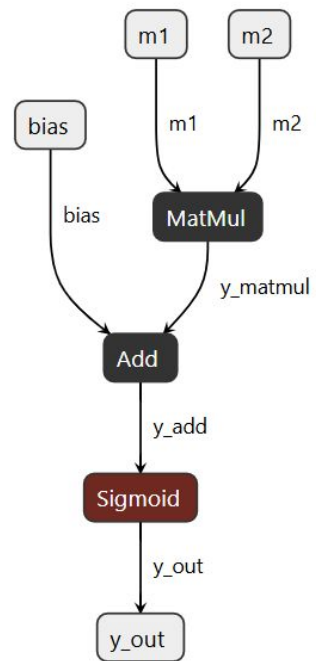 m1
m2
bias
m1
m2
MatMul
bias
y_matmul
Add
y_add
Sigmoid
y_out
y_out